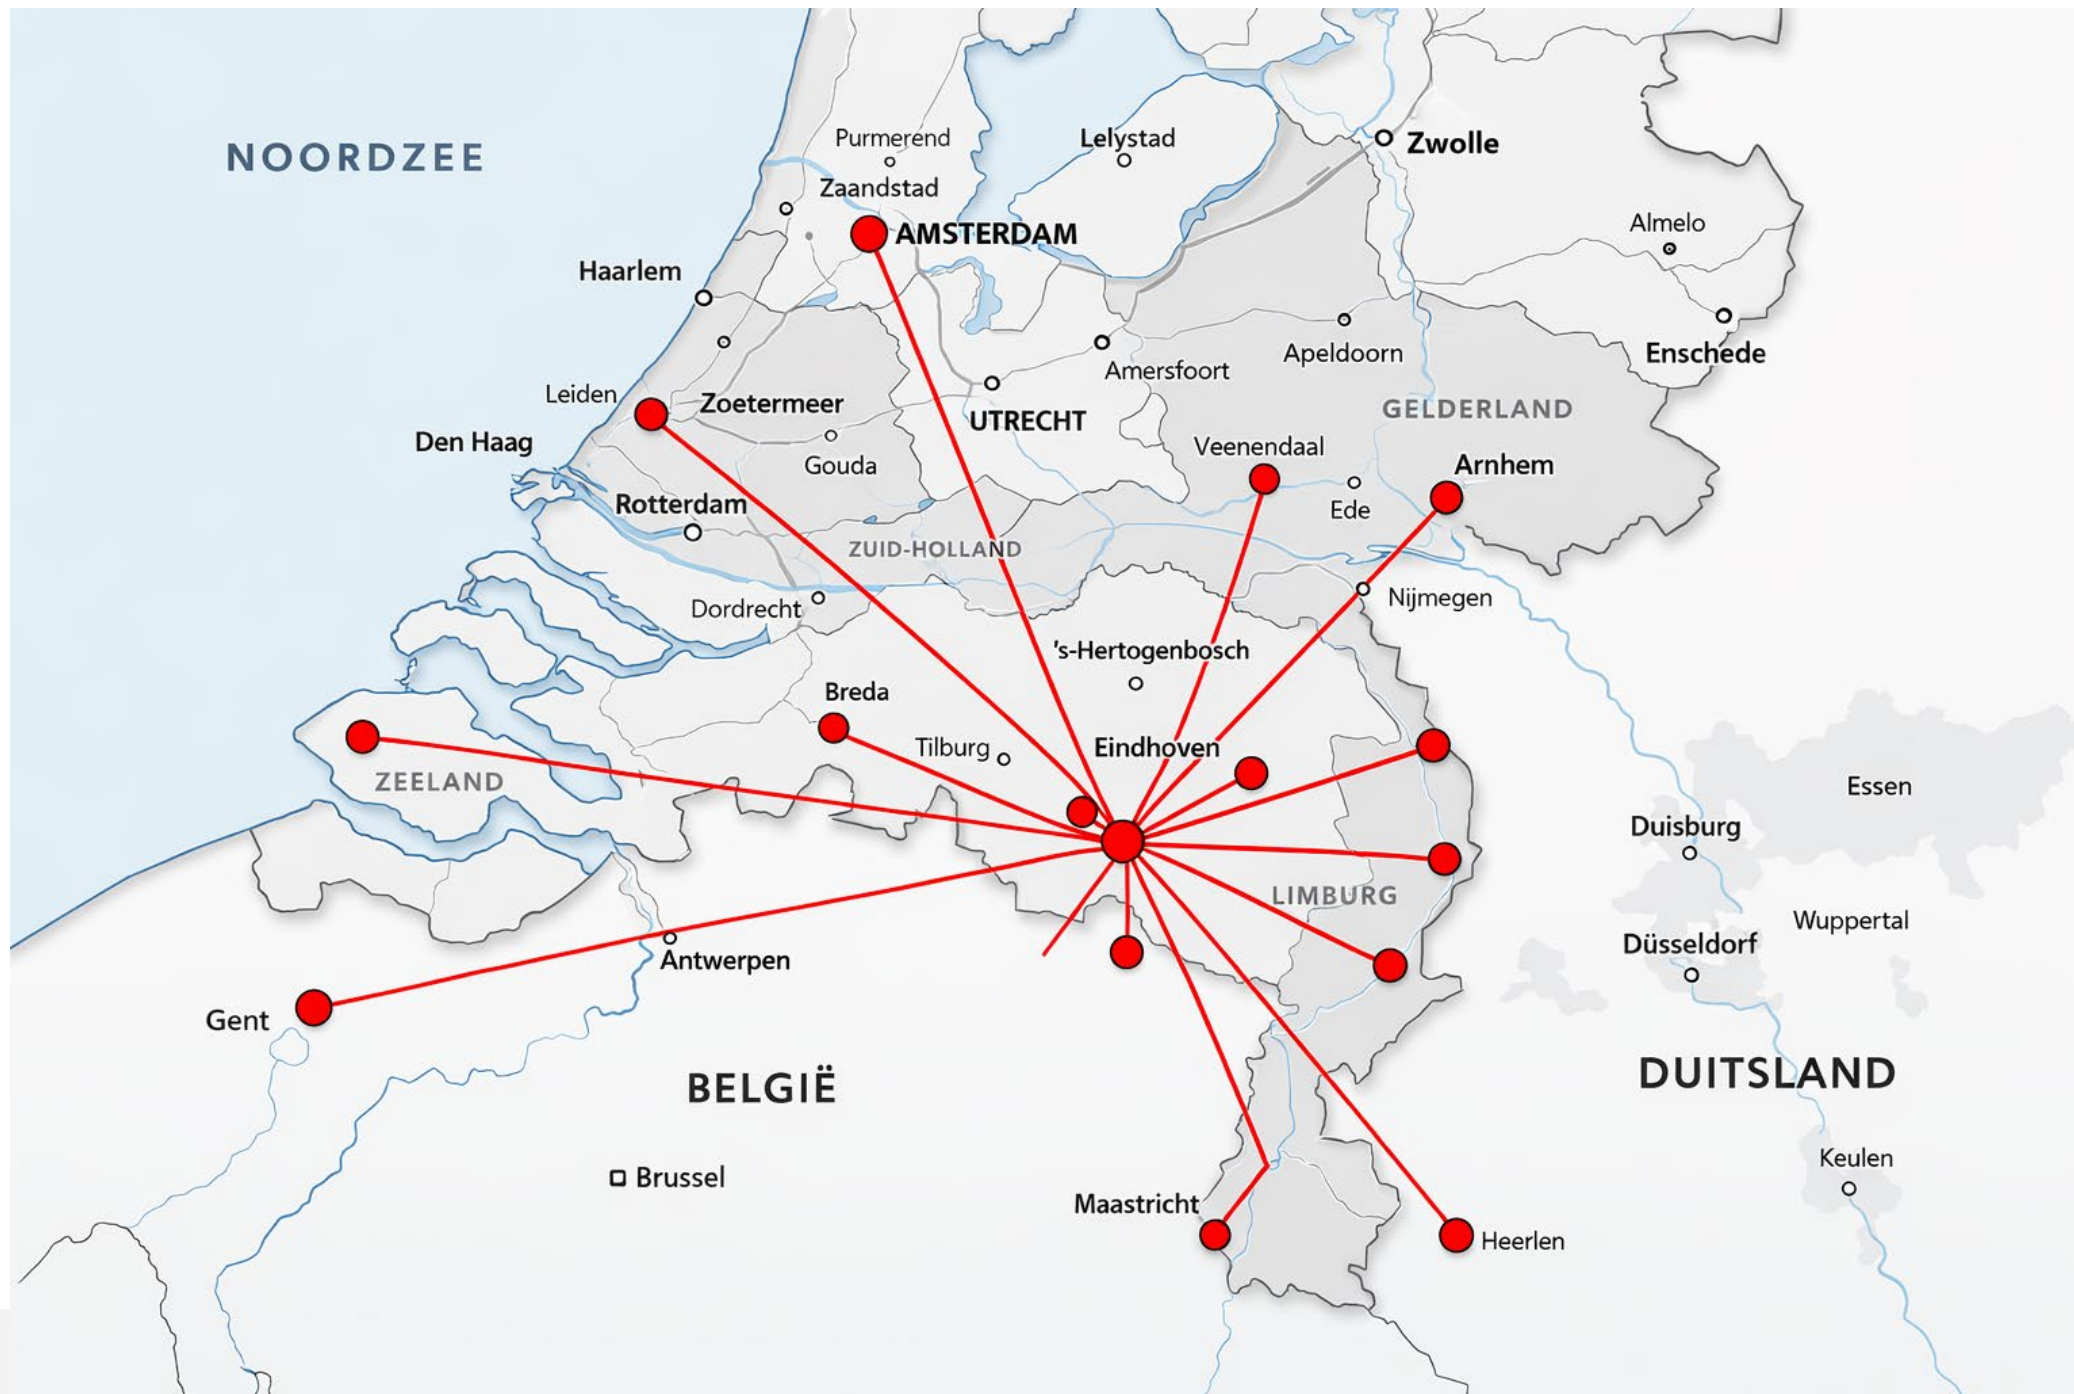 Purmerend
Lelystad
Zwolle
NOORDZEE
Zaandstad
AMSTERDAM
Almelo
Haarlem
Enschede
Apeldoorn
Amersfoort
Leiden
Zoetermeer
GELDERLAND
UTRECHT
Den Haag
Veenendaal
Gouda
Arnhem
Rotterdam
Ede
ZUID-HOLLAND
Nijmegen
Dordrecht
's-Hertogenbosch
Breda
Tilburg
Eindhoven
ZEELAND
Essen
Duisburg
LIMBURG
Wuppertal
Düsseldorf
Antwerpen
Gent
BELGIË
DUITSLAND
Keulen
Brussel
Maastricht
Heerlen